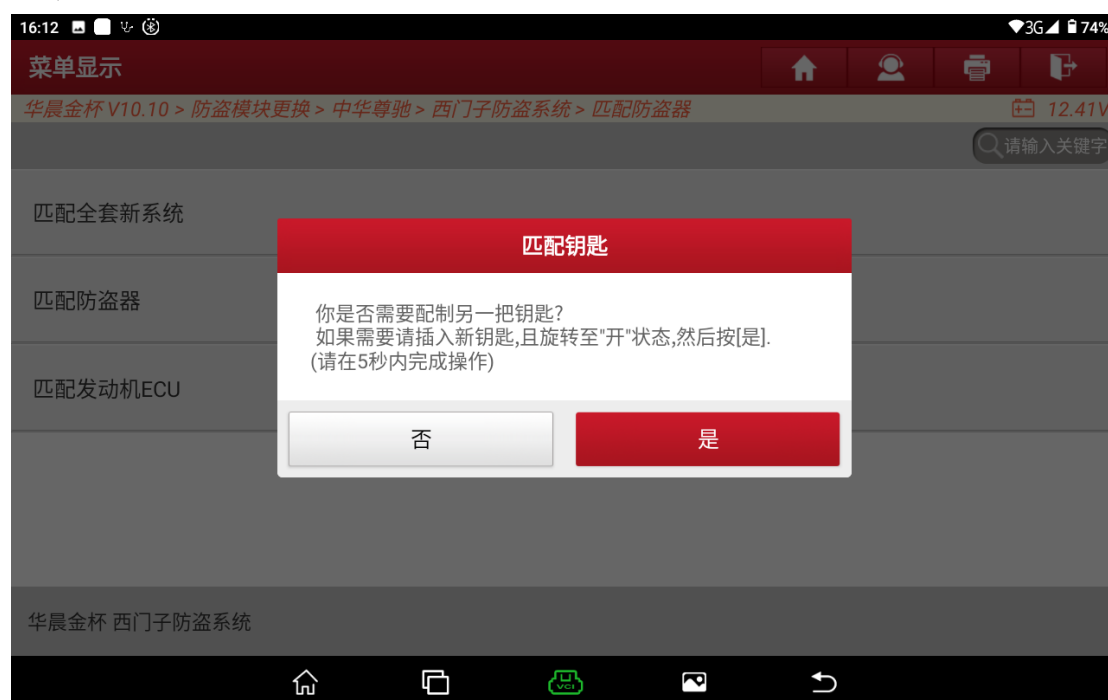 16:12
3G 74%
菜单显示
华晨金杯 V10.10 > 防盗模块更换 > 中华尊驰 > 西门子防盗系统 > 匹配防盗器
12.41V
请输入关键字
匹配全套新系统
匹配钥匙
匹配防盗器
你是否需要配制另一把钥匙?
如果需要请插入新钥匙,且旋转至"开"状态,然后按[是].
(请在5秒内完成操作)
匹配发动机ECU
否
是
华晨金杯 西门子防盗系统
VCI